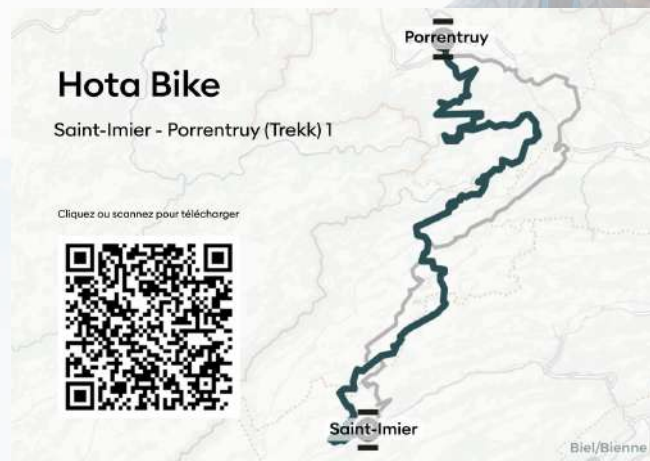 Porrentruy
Hota Bike
Saint-Imier - Porrentruy (Trekk) 1
Cliquez ou scannez pour télécharger
Saint-Imier
Biel/Bienne